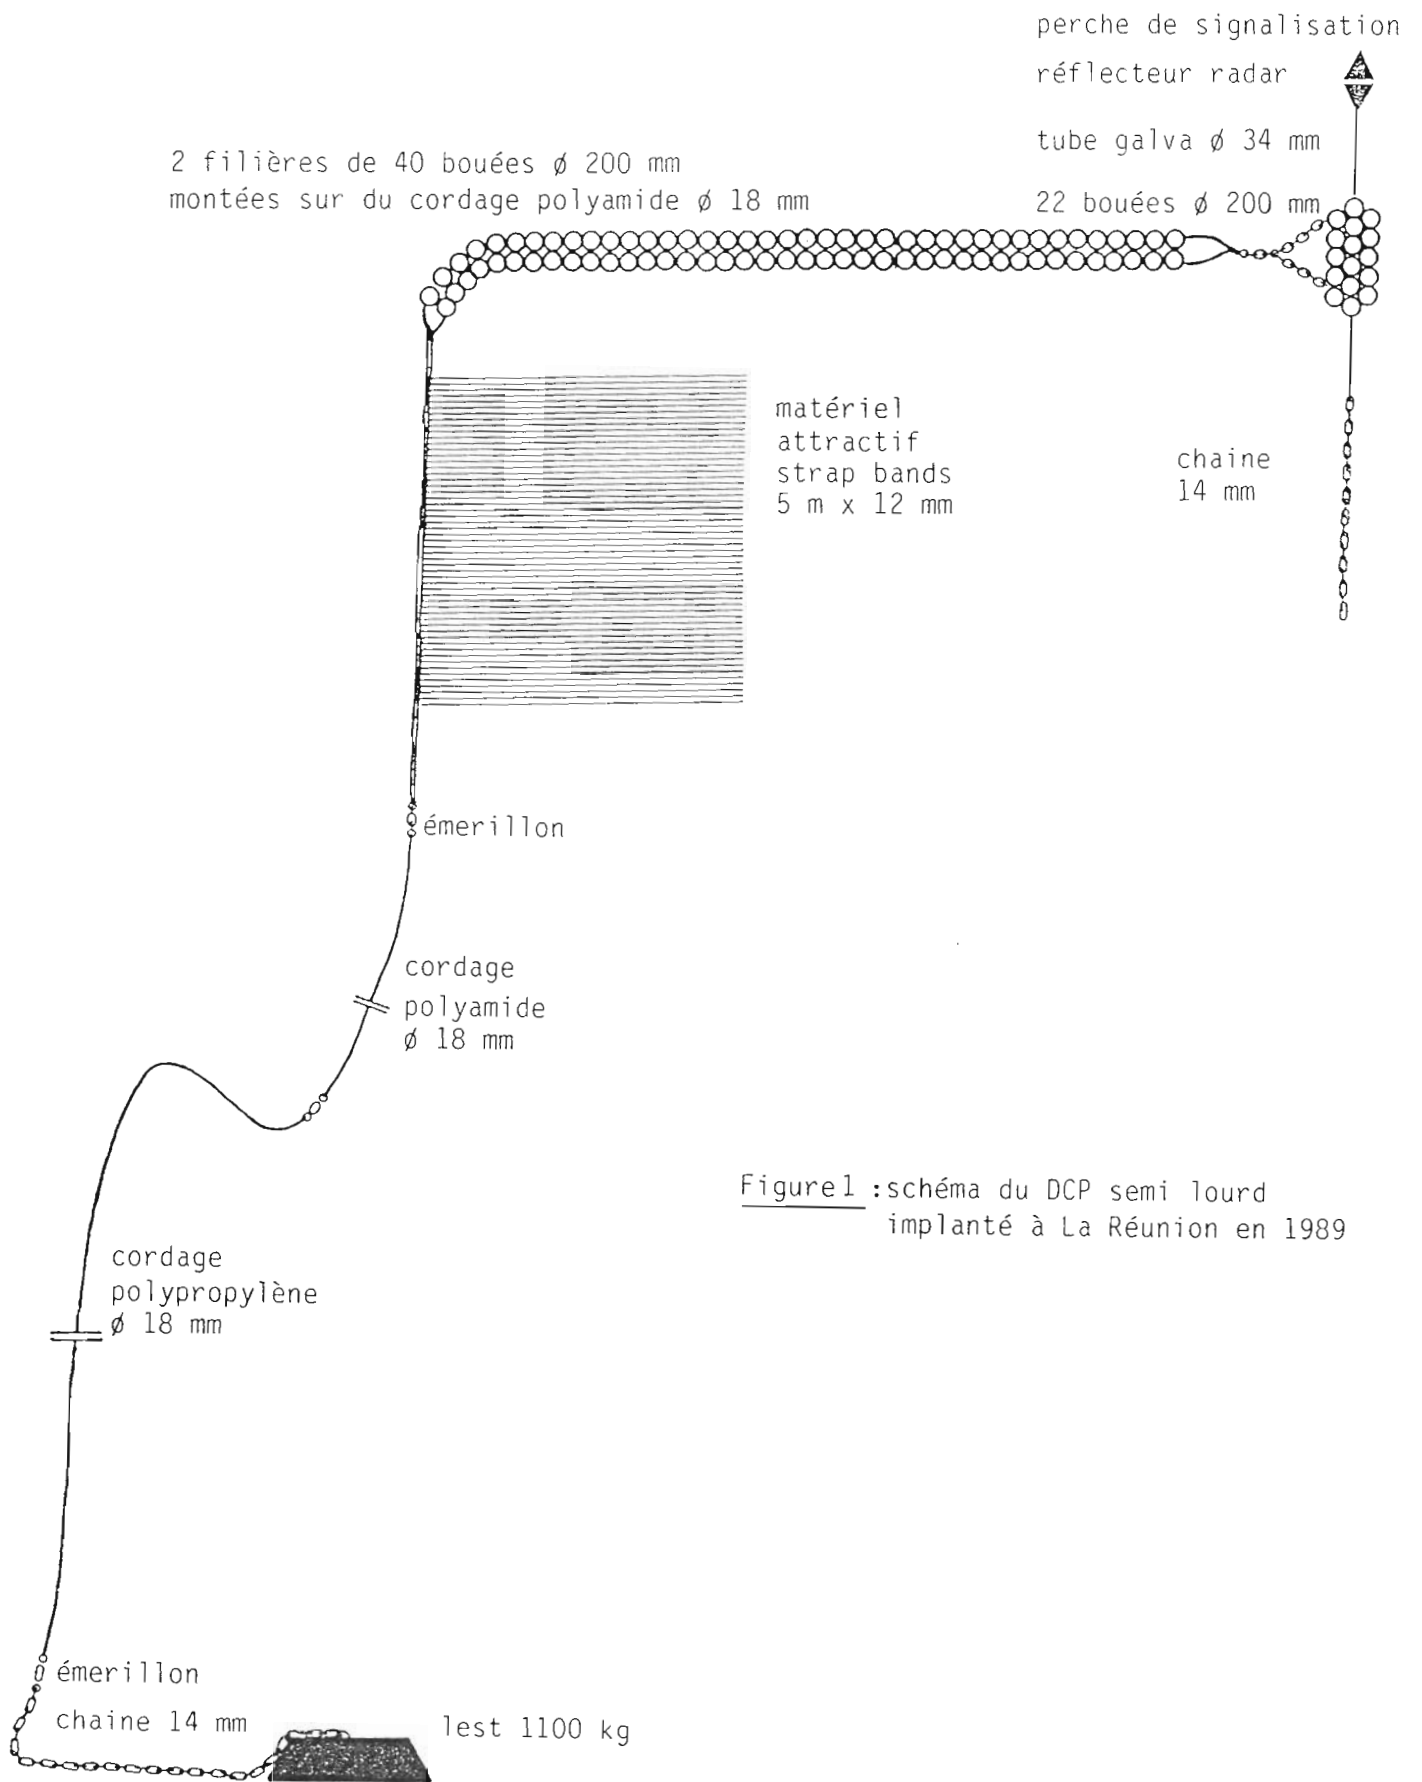 perche de signalisation
réflecteur radar
tube galva ø 34 mm
22 bouées ø 200 mm
2 filières de 40 bouées ø 200 mm
montées sur du cordage polyamide ø 18 mm
matériel
attractif
strap bands
5 m x 12 mm
chaine
14 mm
émerillon
cordage
polyamide
ø 18 mm
Figure1 :schéma du DCP semi lourd
implanté à La Réunion en 1989
cordage
polypropylène
ø 18 mm
émerillon
chaine 14 mm
lest 1100 kg